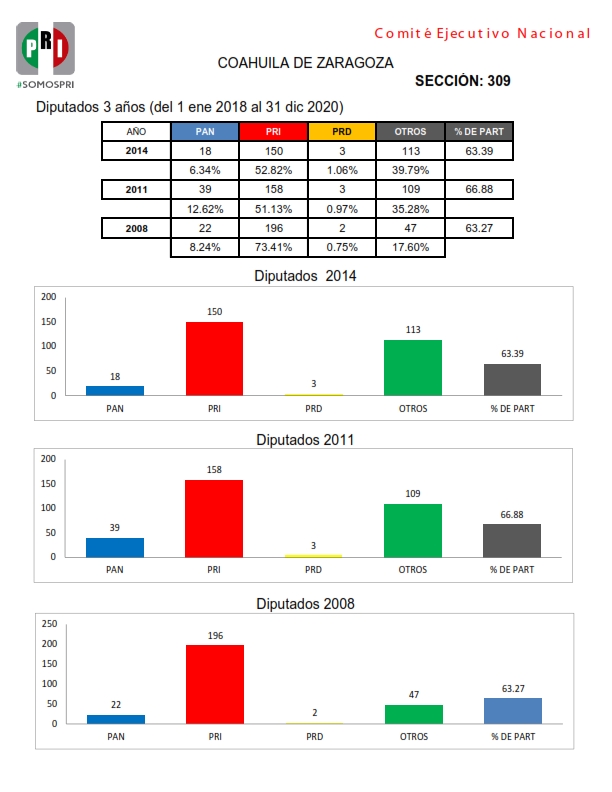 PRI
#SOMOSPRI
Comité Ejecutivo Nacional
COAHUILA DE ZARAGOZA
SECCIÓN: 309
Diputados 3 años (del 1 ene 2018 al 31 dic 2020)
AÑO PAN PRI PRD OTROS % DE PART
2014 18 150 3 113 63.39
6.34% 52.82% 1.06% 39.79%
2011 39 158 3 109 66.88
12.62% 51.13% 0.97% 35.28%
2008 22 196 2 47 63.27
8.24% 73.41% 0.75% 17.60%
Diputados 2014
200
150
100
50
0
18 150 3 113 63.39
PAN PRI PRD OTROS % DE PART
Diputados 2011
200
150
100
50
0
39 158 3 109 66.88
PAN PRI PRD OTROS % DE PART
Diputados 2008
250
200
150
100
50
0
22 196 2 47 63.27
PAN PRI PRD OTROS % DE PART